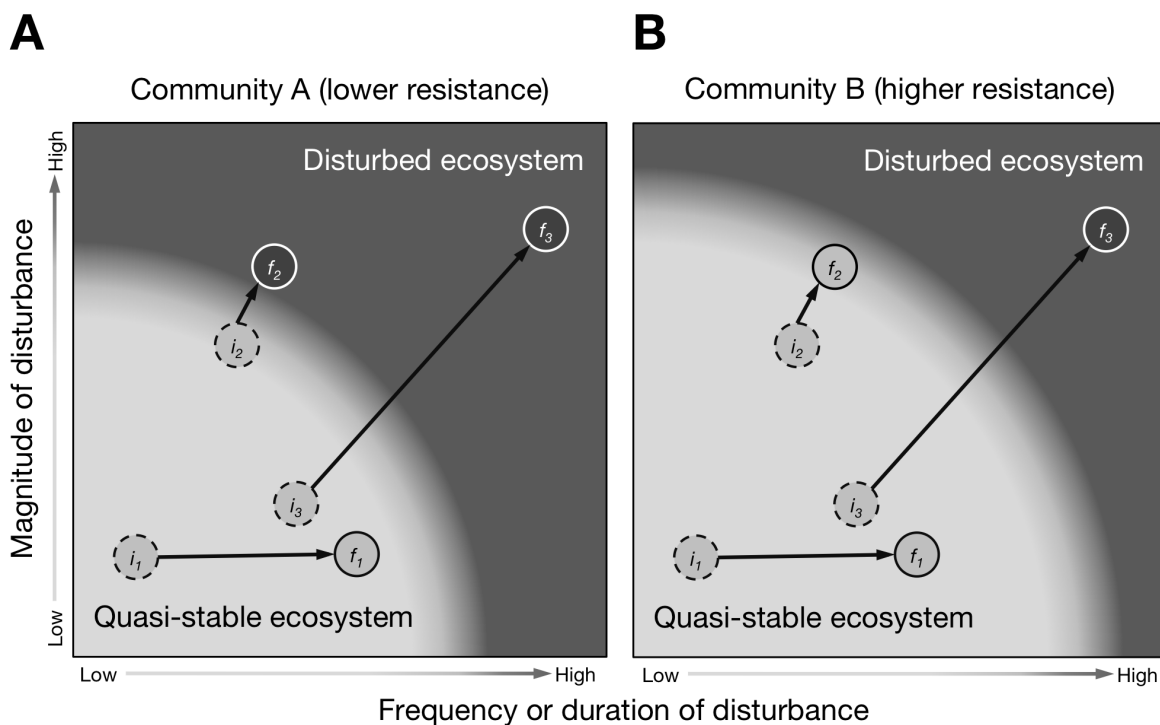 A
B
Community A (lower resistance)
Community B (higher resistance)
Disturbed ecosystem
Disturbed ecosystem
High
Magnitude of disturbance
Low
f3
f2
i2
i3
i1
f1
Quasi-stable ecosystem
f3
f2
i2
i3
i1
f1
Quasi-stable ecosystem
Low
High
Low
High
Frequency or duration of disturbance